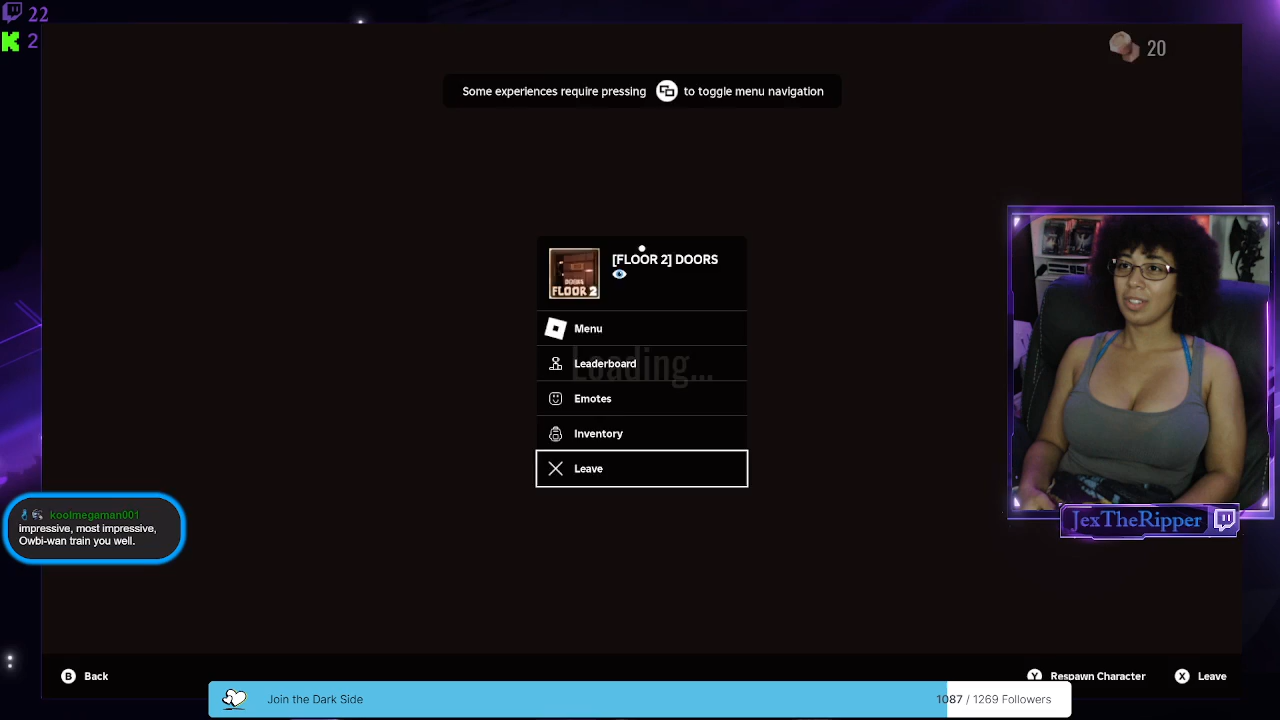 22
2
20
Some experiences require pressing to toggle menu navigation
[FLOOR 2] DOORS
DOORS
FLOOR 2
Menu
Loading...
Leaderboard
Emotes
Inventory
Leave
koolmegaman001
impressive, most impressive,
Owbi-wan train you well.
JexTheRipper
B Back
Y Respawn Character
X Leave
Join the Dark Side
1087 / 1269 Followers